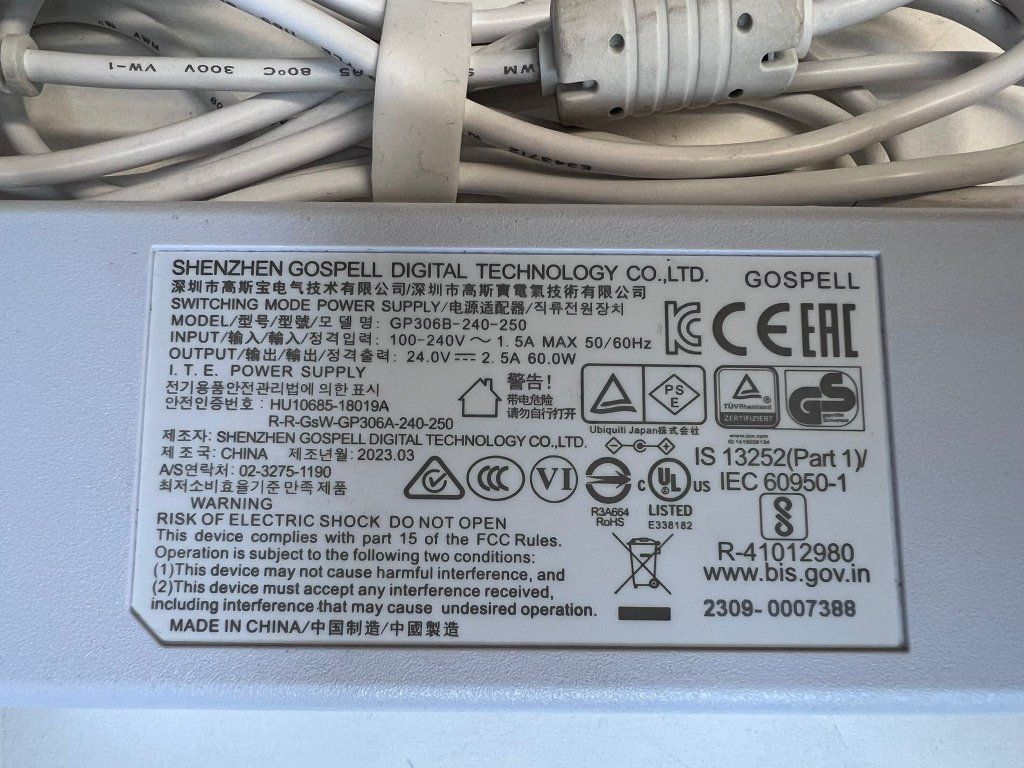 VW-1 300V 80°C
E343712
SHENZHEN GOSPELL DIGITAL TECHNOLOGY CO.,LTD.
GOSPELL
深圳市高斯宝电气技术有限公司/深圳市高斯寶電氣技術有限公司
SWITCHING MODE POWER SUPPLY/电源适配器/직류전원장치
MODEL/型号/型號/모델명: GP306B-240-250
INPUT/输入/輸入/정격입력: 100-240V ～ 1.5A MAX 50/60Hz
OUTPUT/输出/輸出/정격출력: 24.0V⎓ 2.5A 60.0W
I.T.E. POWER SUPPLY
전기용품안전관리법에 의한 표시
안전인증번호: HU10685-18019A
R-R-GsW-GP306A-240-250
警告!
带电危险
请勿自行打开
PS
E
Ubiquiti Japan株式会社
TÜVRheinland
ZERTIFIZIERT
GS
제조자: SHENZHEN GOSPELL DIGITAL TECHNOLOGY CO.,LTD.
제조국: CHINA 제조년월: 2023.03
A/S연락처: 02-3275-1190
최저소비효율기준만족제품
CCC
VI
R3A664
RoHS
c UL US
LISTED
E338182
IS 13252(Part 1)/
IEC 60950-1
R-41012980
www.bis.gov.in
2309-0007388
WARNING
RISK OF ELECTRIC SHOCK DO NOT OPEN
This device complies with part 15 of the FCC Rules.
Operation is subject to the following two conditions:
(1)This device may not cause harmful interference, and
(2)This device must accept any interference received,
including interference that may cause undesired operation.
MADE IN CHINA/中国制造/中國製造